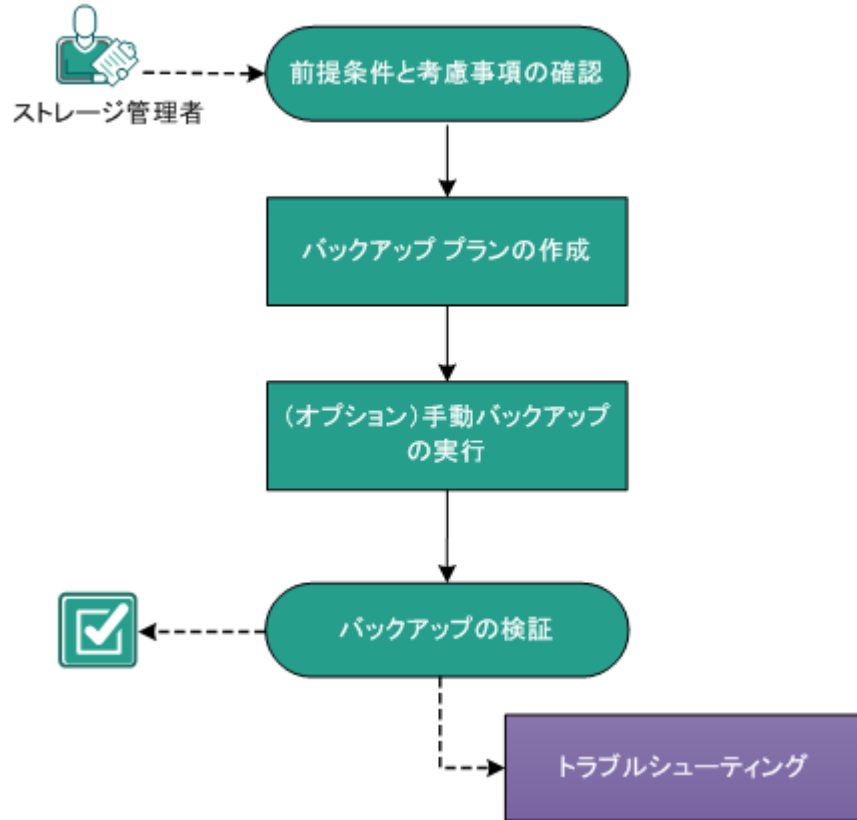 前提条件と考慮事項の確認
ストレージ管理者
バックアップ プランの作成
(オプション)手動バックアップ
の実行
バックアップの検証
トラブルシューティング